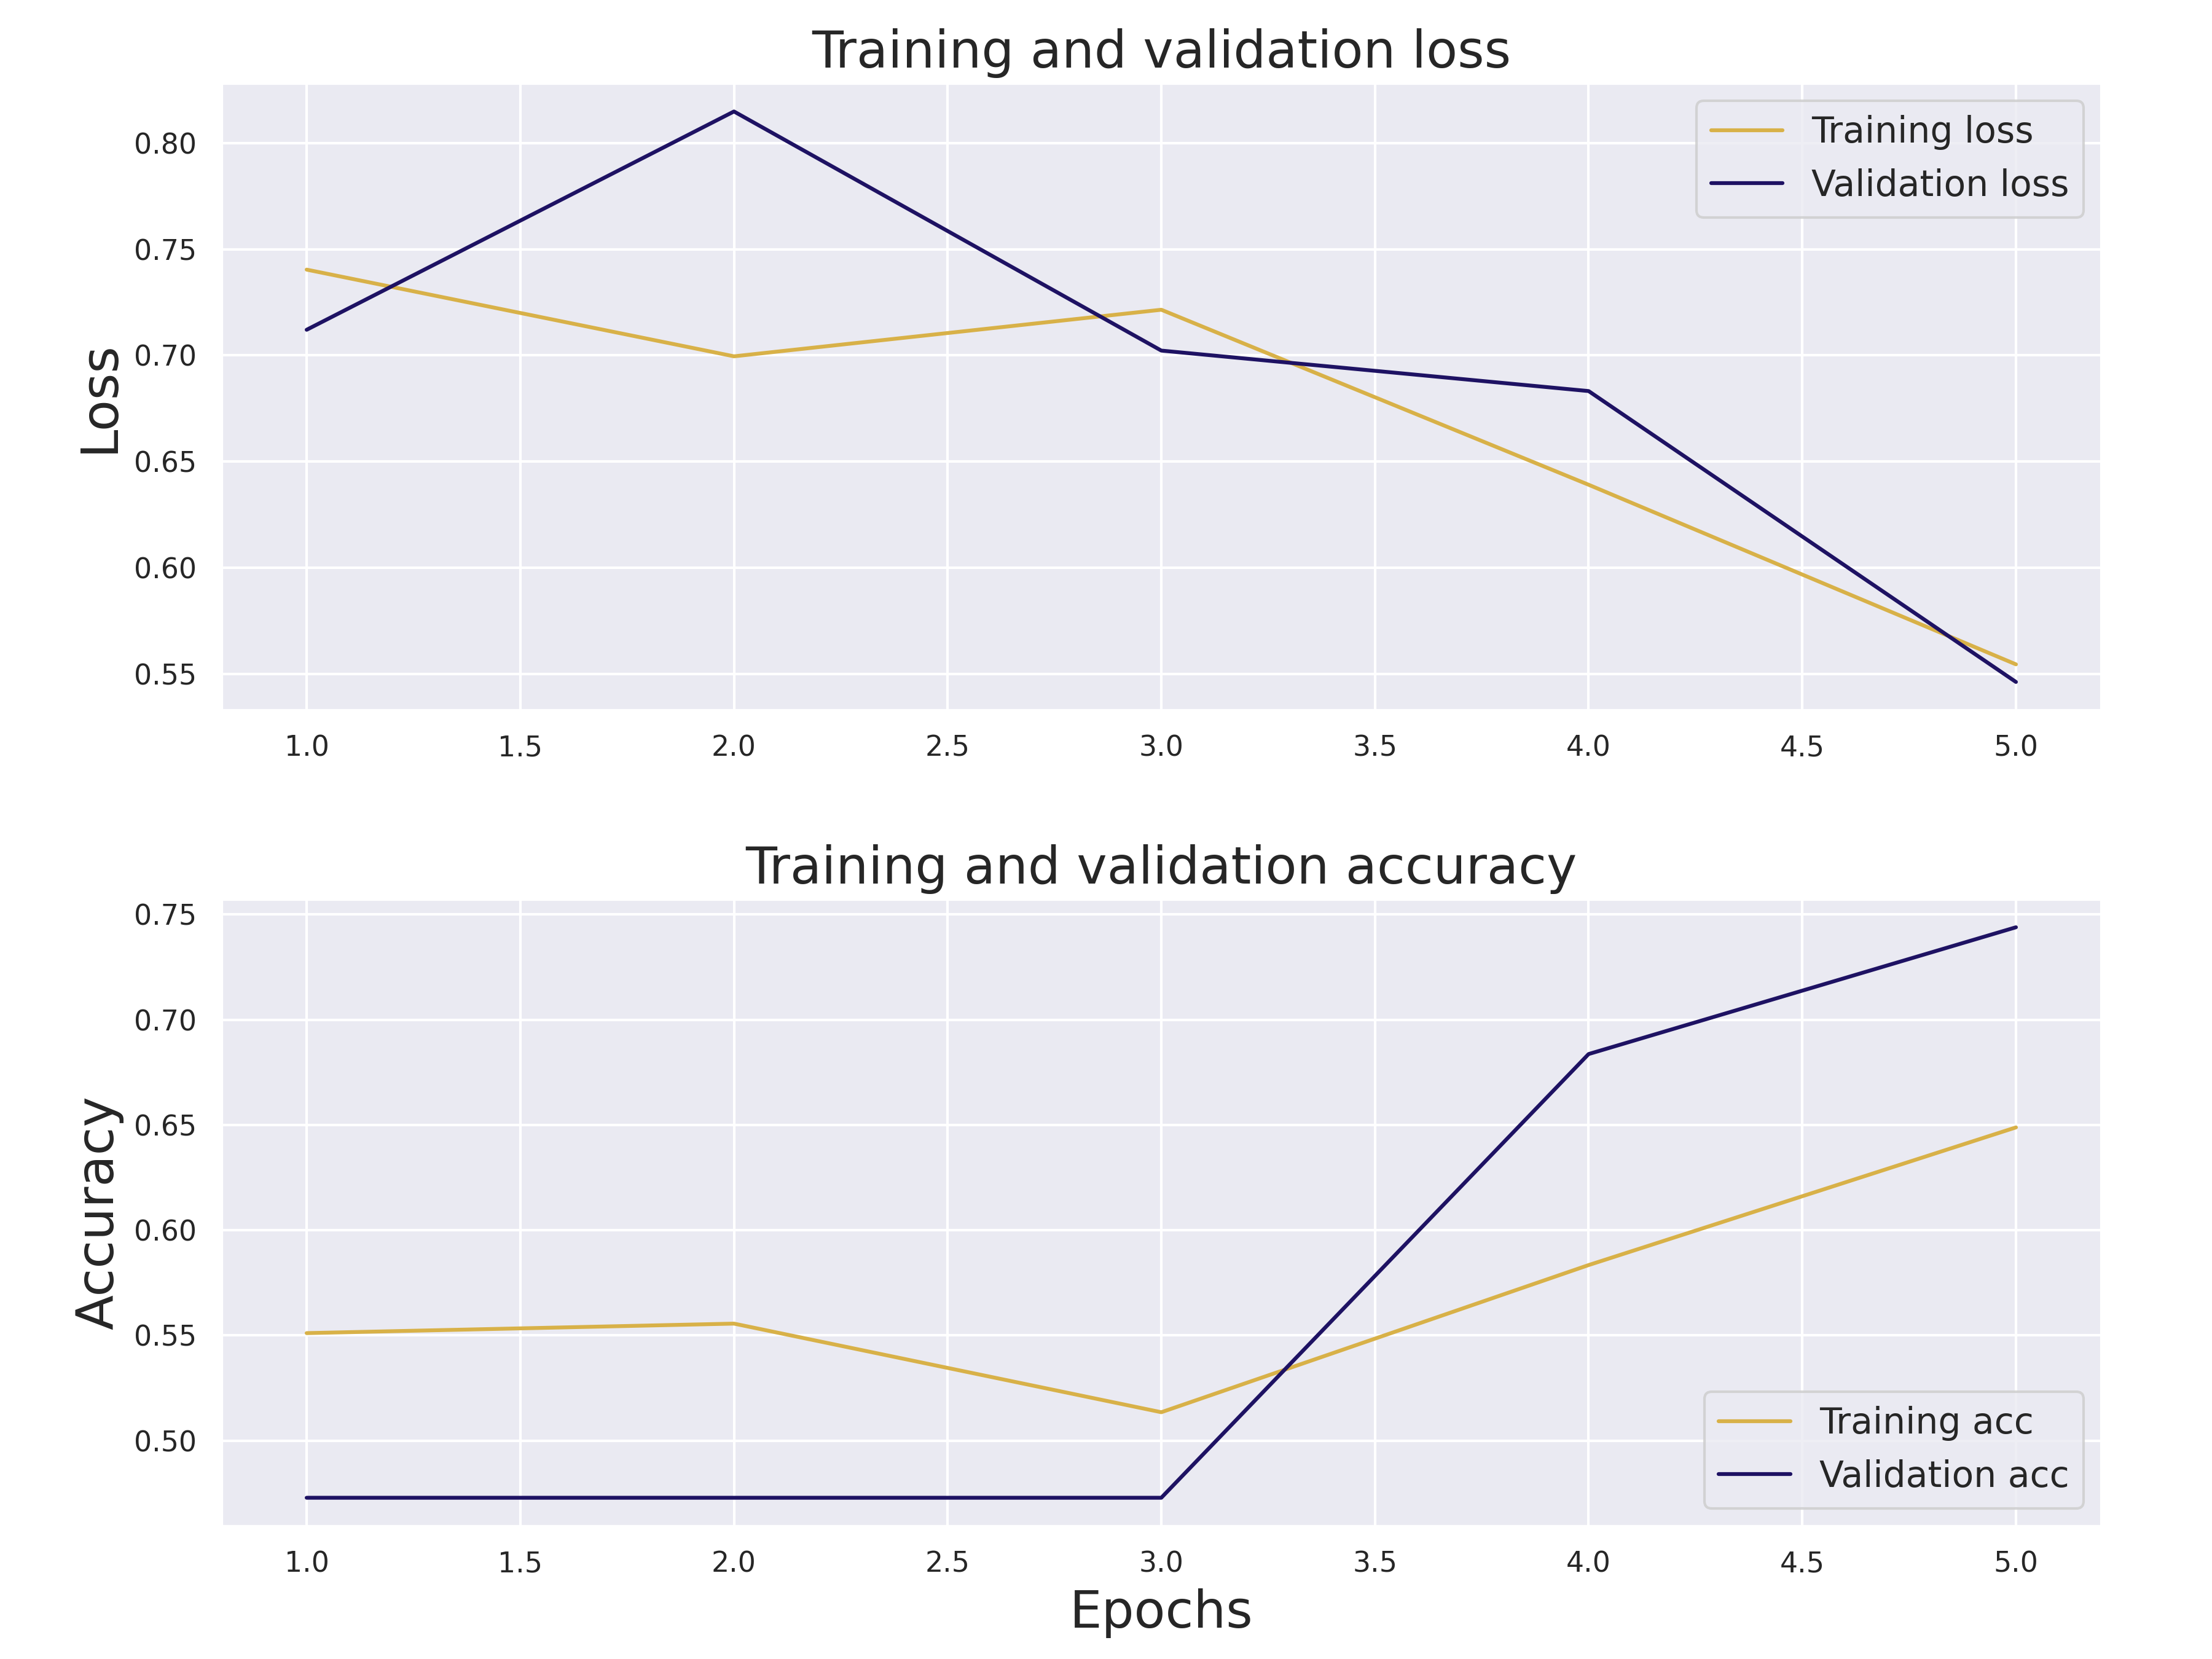 Training and validation loss
Loss
0.80
0.75
0.70
0.65
0.60
0.55
Training loss
Validation loss
1.0 1.5 2.0 2.5 3.0 3.5 4.0 4.5 5.0
Training and validation accuracy
Accuracy
0.75
0.70
0.65
0.60
0.55
0.50
Training acc
Validation acc
1.0 1.5 2.0 2.5 3.0 3.5 4.0 4.5 5.0
Epochs